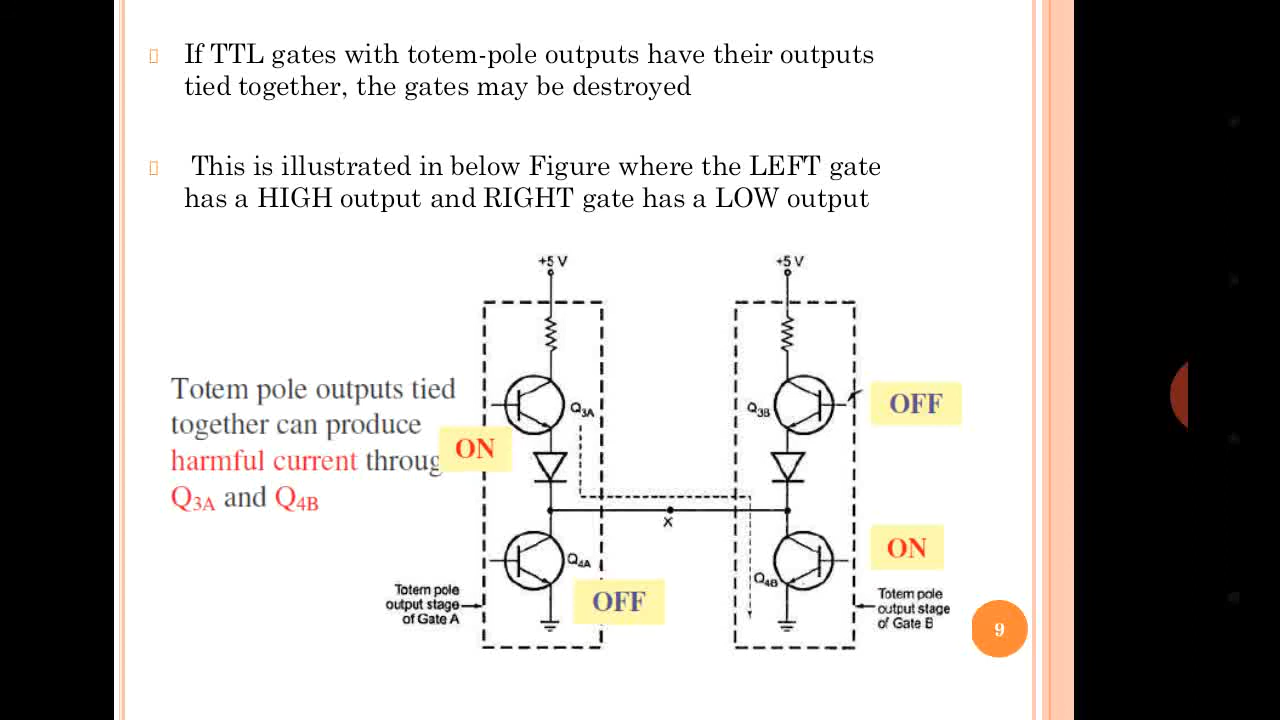 If TTL gates with totem-pole outputs have their outputs
tied together, the gates may be destroyed
This is illustrated in below Figure where the LEFT gate
has a HIGH output and RIGHT gate has a LOW output
+5 V
+5 V
Totem pole outputs tied
together can produce
harmful current throug
Q3A and Q4B
Q3A
Q3B
OFF
ON
X
ON
Q4A
Q4B
OFF
Totem pole
output stage
of Gate A
Totem pole
output stage
of Gate B
9